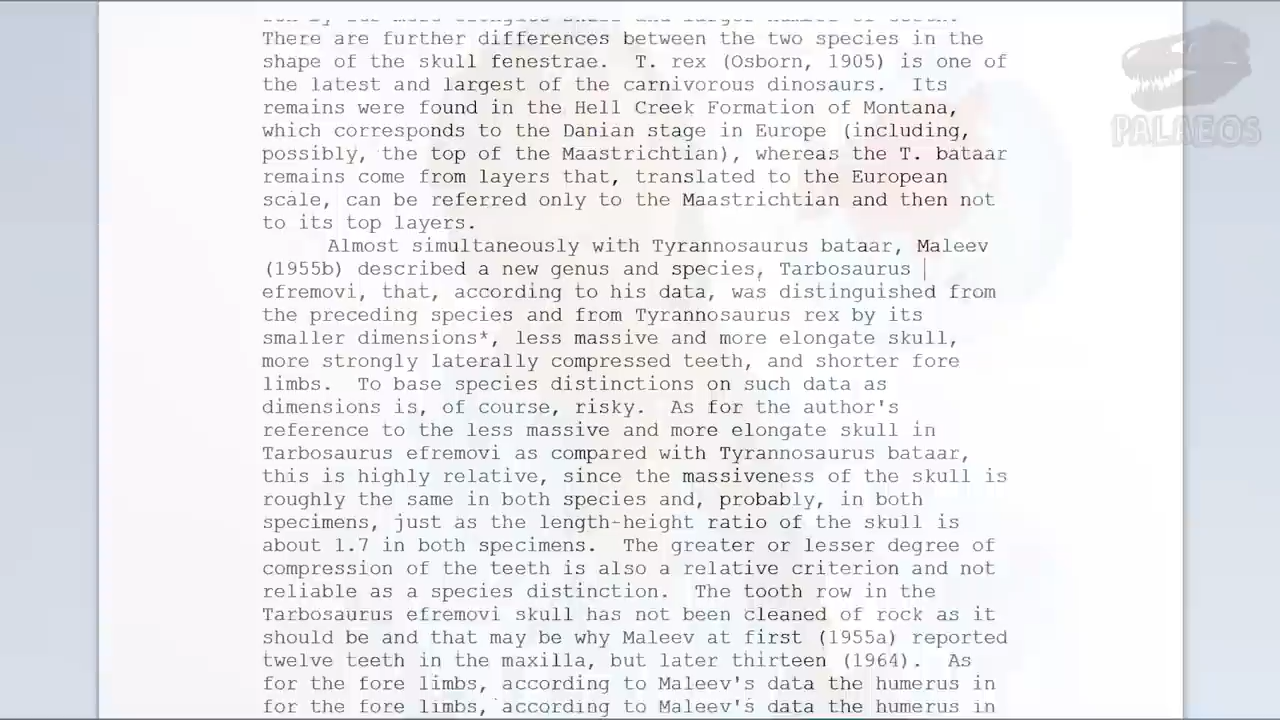 There are further differences between the two species in the
shape of the skull fenestrae.  T. rex (Osborn, 1905) is one of
the latest and largest of the carnivorous dinosaurs.  Its
remains were found in the Hell Creek Formation of Montana,
which corresponds to the Danian stage in Europe (including,
possibly, the top of the Maastrichtian), whereas the T. bataar
remains come from layers that, translated to the European
scale, can be referred only to the Maastrichtian and then not
to its top layers.
Almost simultaneously with Tyrannosaurus bataar, Maleev
(1955b) described a new genus and species, Tarbosaurus
efremovi, that, according to his data, was distinguished from
the preceding species and from Tyrannosaurus rex by its
smaller dimensions*, less massive and more elongate skull,
more strongly laterally compressed teeth, and shorter fore
limbs.  To base species distinctions on such data as
dimensions is, of course, risky.  As for the author's
reference to the less massive and more elongate skull in
Tarbosaurus efremovi as compared with Tyrannosaurus bataar,
this is highly relative, since the massiveness of the skull is
roughly the same in both species and, probably, in both
specimens, just as the length-height ratio of the skull is
about 1.7 in both specimens.  The greater or lesser degree of
compression of the teeth is also a relative criterion and not
reliable as a species distinction.  The tooth row in the
Tarbosaurus efremovi skull has not been cleaned of rock as it
should be and that may be why Maleev at first (1955a) reported
twelve teeth in the maxilla, but later thirteen (1964).  As
for the fore limbs, according to Maleev's data the humerus in
for the fore limbs, according to Maleev's data the humerus in
PALAEOS